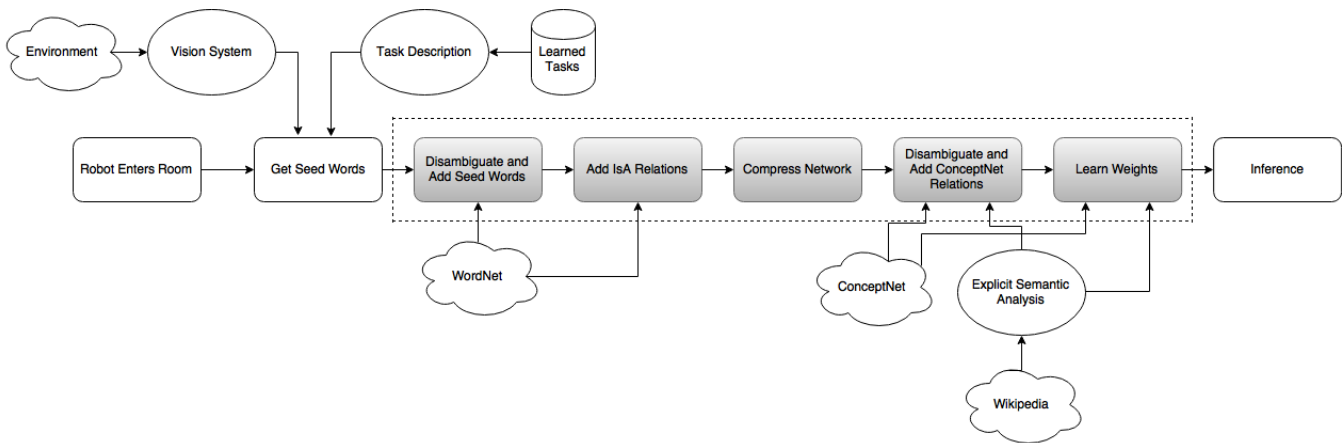 Environment
Vision System
Task Description
Learned
Tasks
Robot Enters Room
Get Seed Words
Disambiguate and
Add Seed Words
Add IsA Relations
Compress Network
Disambiguate and
Add ConceptNet
Relations
Learn Weights
Inference
WordNet
ConceptNet
Explicit Semantic
Analysis
Wikipedia